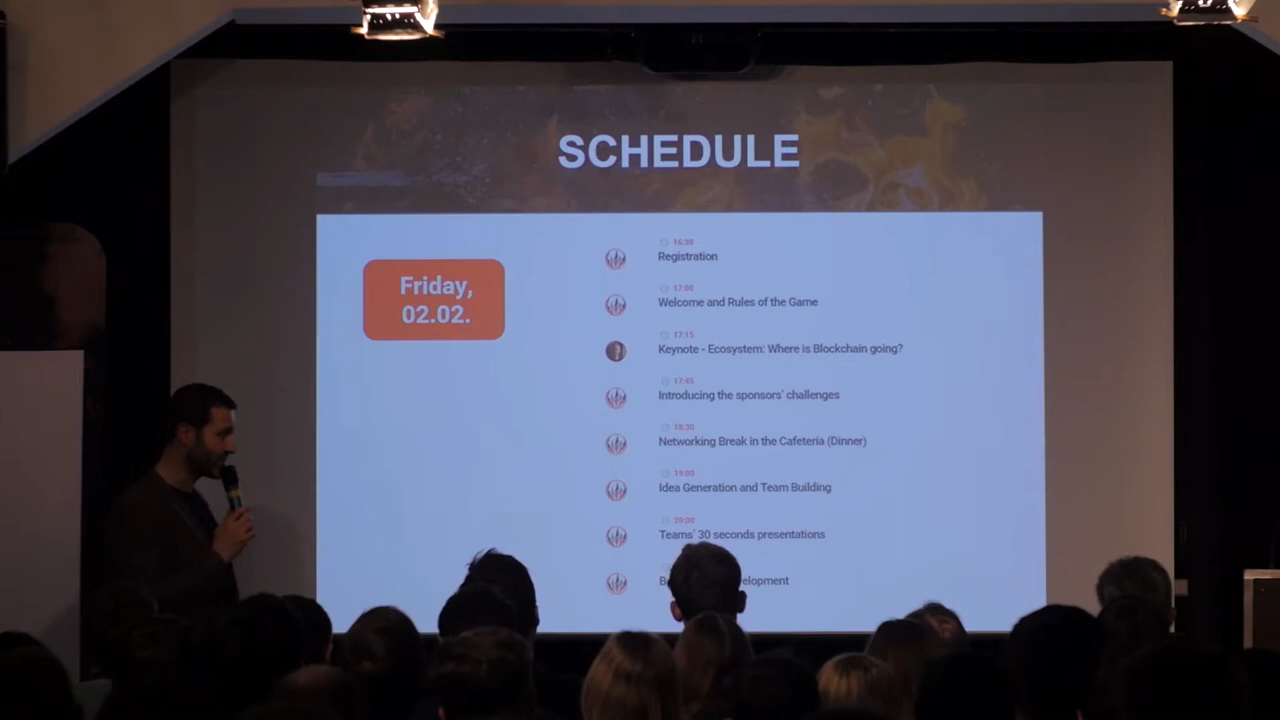 SCHEDULE
Friday,
02.02.
16:30
Registration
17:00
Welcome and Rules of the Game
17:15
Keynote - Ecosystem: Where is Blockchain going?
17:45
Introducing the sponsors' challenges
18:30
Networking Break in the Cafeteria (Dinner)
19:00
Idea Generation and Team Building
20:00
Teams' 30 seconds presentations